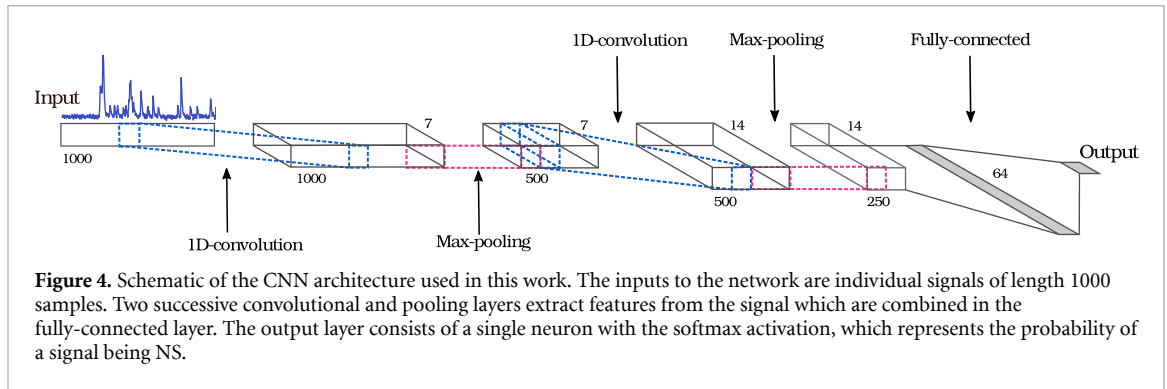 1D-convolution
Max-pooling
Fully-connected
Input
7
7
14
14
Output
1000
1000
500
64
500
250
1D-convolution
Max-pooling
Figure 4. Schematic of the CNN architecture used in this work. The inputs to the network are individual signals of length 1000
samples. Two successive convolutional and pooling layers extract features from the signal which are combined in the
fully-connected layer. The output layer consists of a single neuron with the softmax activation, which represents the probability of
a signal being NS.